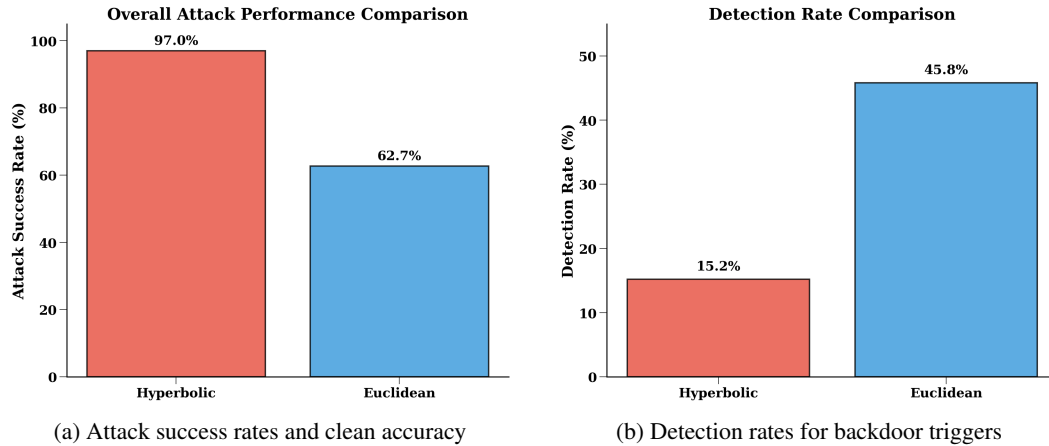 Overall Attack Performance Comparison
Attack Success Rate (%)
100
80
60
40
20
0
97.0%
62.7%
Hyperbolic
Euclidean
(a) Attack success rates and clean accuracy
Detection Rate Comparison
Detection Rate (%)
50
40
30
20
10
0
15.2%
45.8%
Hyperbolic
Euclidean
(b) Detection rates for backdoor triggers